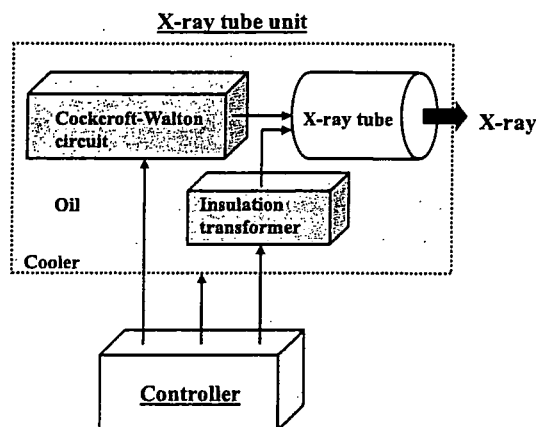 X-ray tube unit
Cockcroft-Walton
circuit
X-ray tube
X-ray
Oil
Insulation
transformer
Cooler
Controller